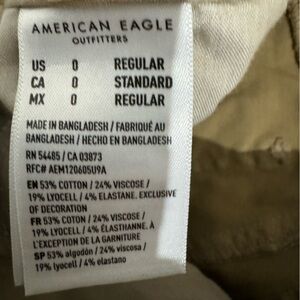 AMERICAN EAGLE
OUTFITTERS
US 0 REGULAR
CA 0 STANDARD
MX 0 REGULAR
MADE IN BANGLADESH / FABRIQUÉ AU
BANGLADESH / HECHO EN BANGLADESH
RN 54485 / CA 03873
RFC# AEM120605U9A
EN 53% COTTON / 24% VISCOSE /
19% LYOCELL / 4% ELASTANE. EXCLUSIVE
OF DECORATION
FR 53% COTON / 24% VISCOSE /
19% LYOCELL / 4% ÉLASTHANNE. À
L'EXCEPTION DE LA GARNITURE
SP 53% algodón / 24% viscosa /
19% lyocell / 4% elastano